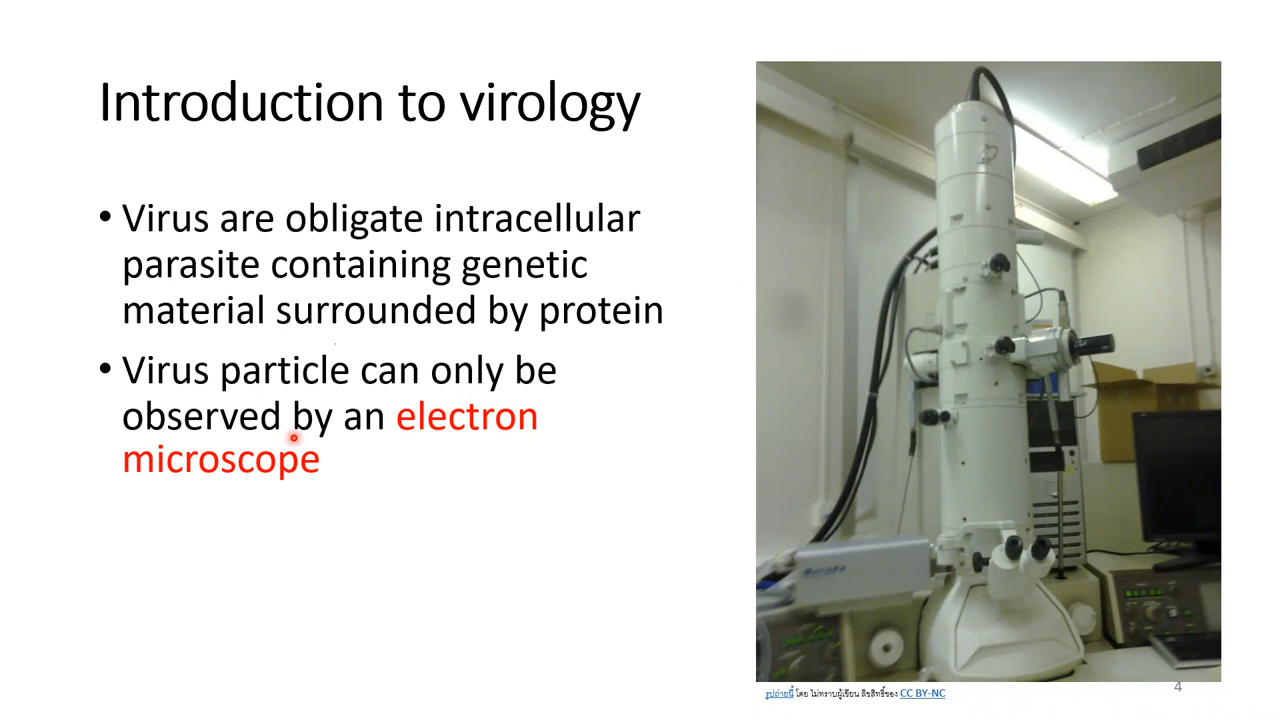 Introduction to virology
• Virus are obligate intracellular
parasite containing genetic
material surrounded by protein
• Virus particle can only be
observed by an electron
microscope
รูปถ่ายนี้ โดย ไม่ทราบผู้เขียน ลิขสิทธิ์ของ CC BY-NC
4